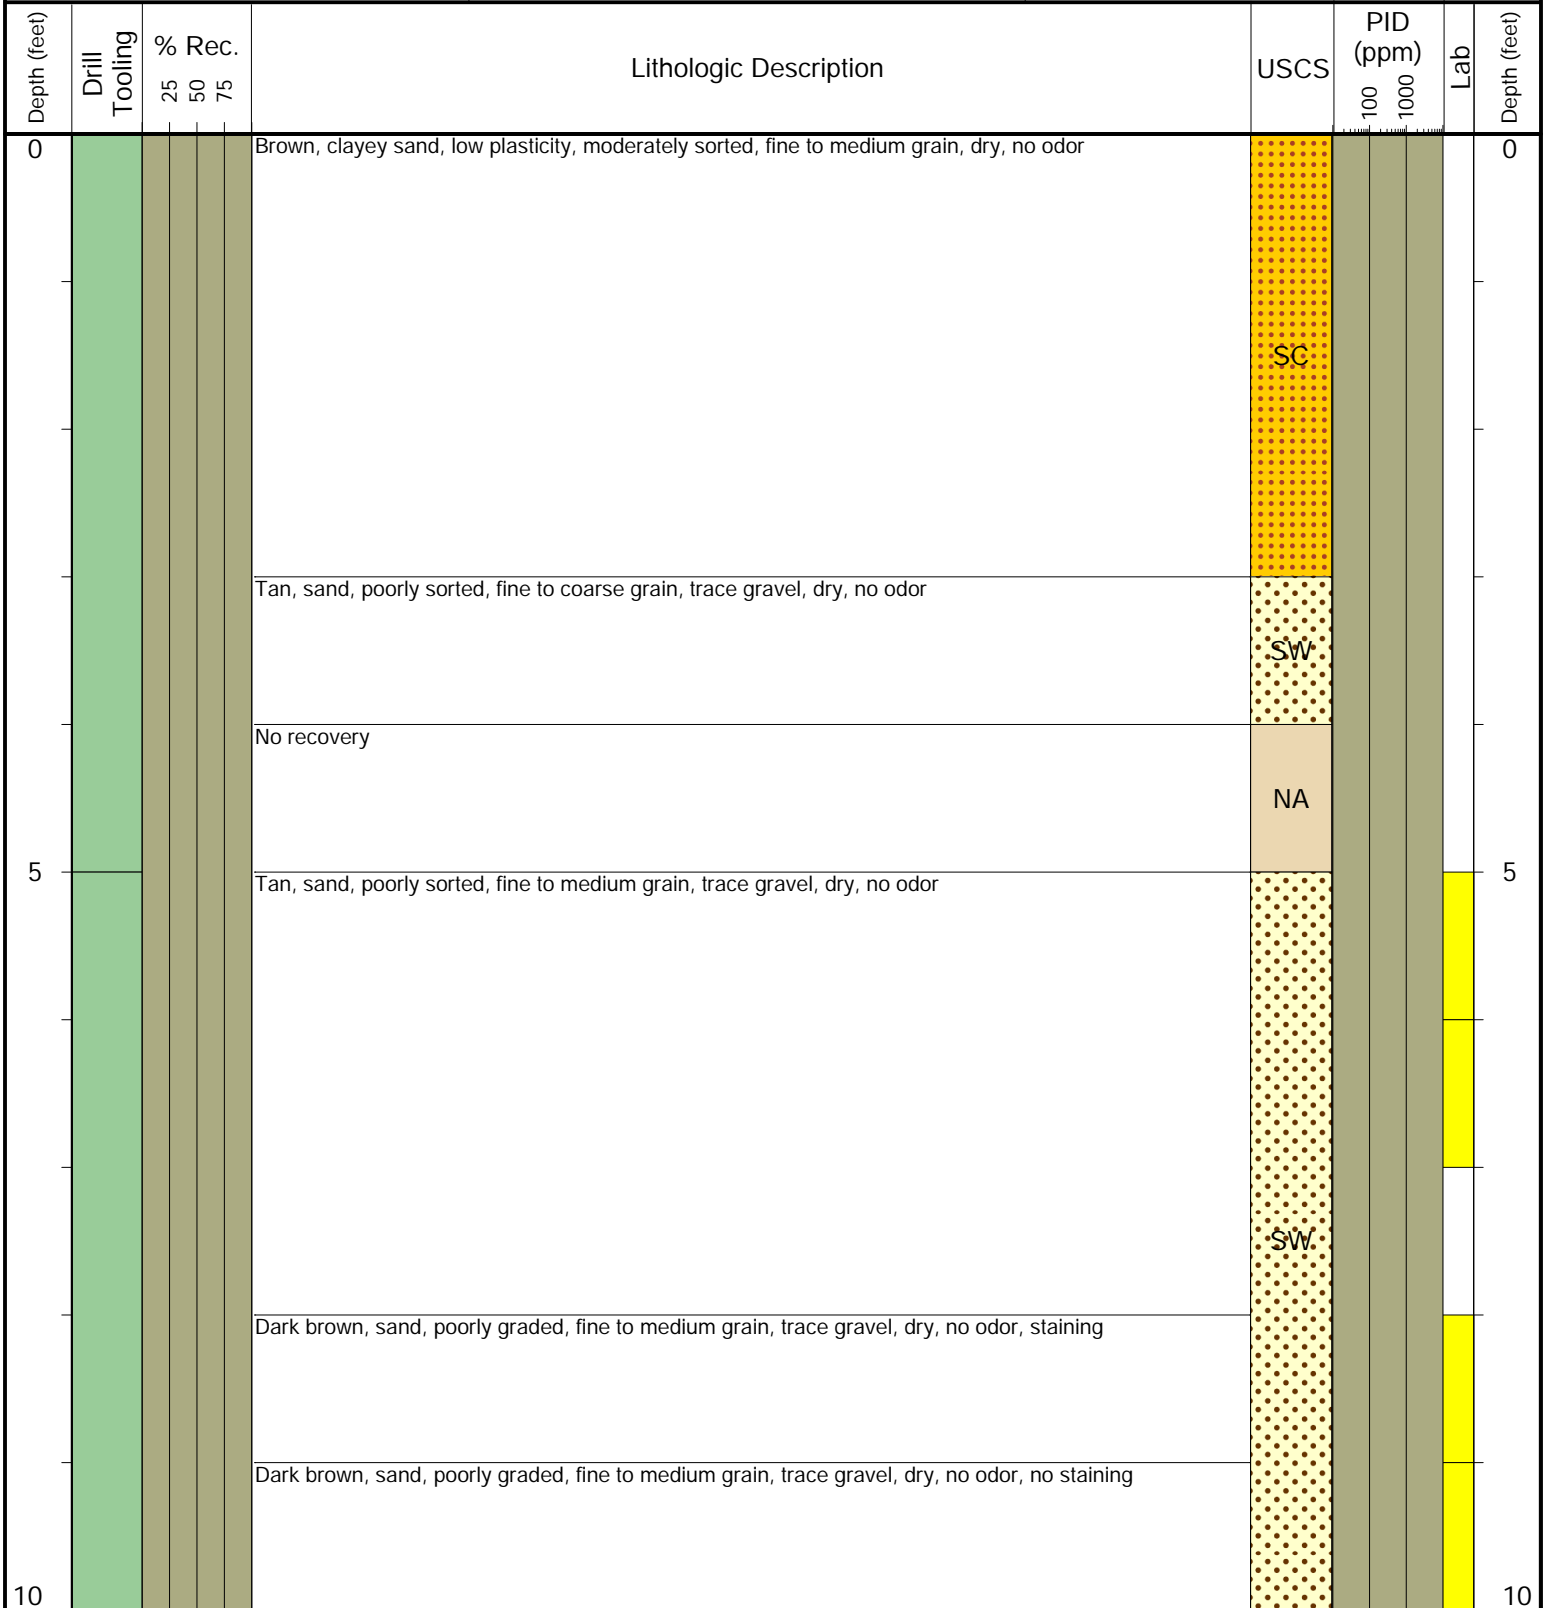 Depth (feet)
Drill
Tooling
% Rec.
25 50 75
Lithologic Description
USCS
PID
(ppm)
100 1000
Lab
Depth (feet)
0
Brown, clayey sand, low plasticity, moderately sorted, fine to medium grain, dry, no odor
0
SC
Tan, sand, poorly sorted, fine to coarse grain, trace gravel, dry, no odor
SW
No recovery
NA
5
Tan, sand, poorly sorted, fine to medium grain, trace gravel, dry, no odor
5
SW
Dark brown, sand, poorly graded, fine to medium grain, trace gravel, dry, no odor, staining
Dark brown, sand, poorly graded, fine to medium grain, trace gravel, dry, no odor, no staining
10
10